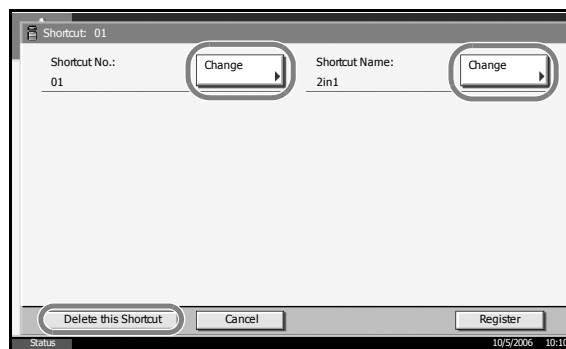 Shortcut: 01
Shortcut No.: Change Shortcut Name: Change
01 2in1
Delete this Shortcut Cancel Register
Status 10/5/2006 10:10